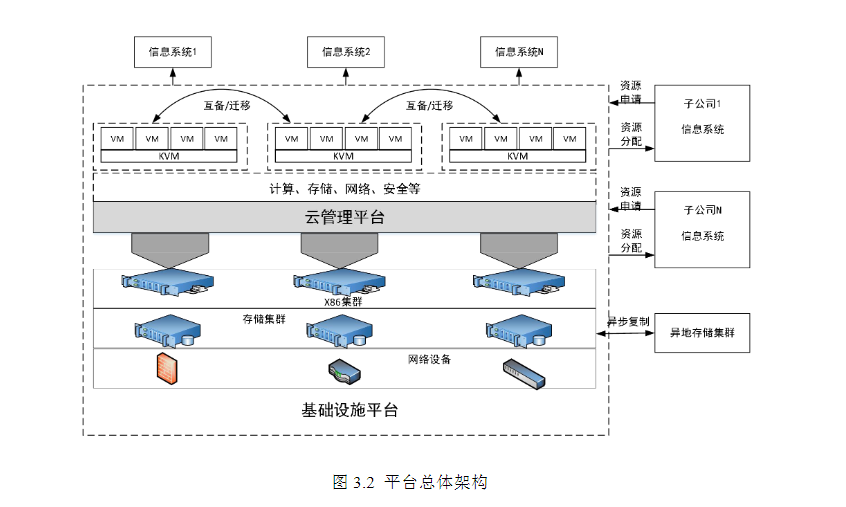 信息系统1
信息系统2
信息系统N
互备/迁移
互备/迁移
VM VM VM VM
KVM
VM VM VM VM
KVM
VM VM VM VM
KVM
计算、存储、网络、安全等
云管理平台
X86集群
存储集群
网络设备
基础设施平台
资源
申请
资源
分配
子公司1
信息系统
资源
申请
资源
分配
子公司N
信息系统
异步复制
异地存储集群
图 3.2 平台总体架构